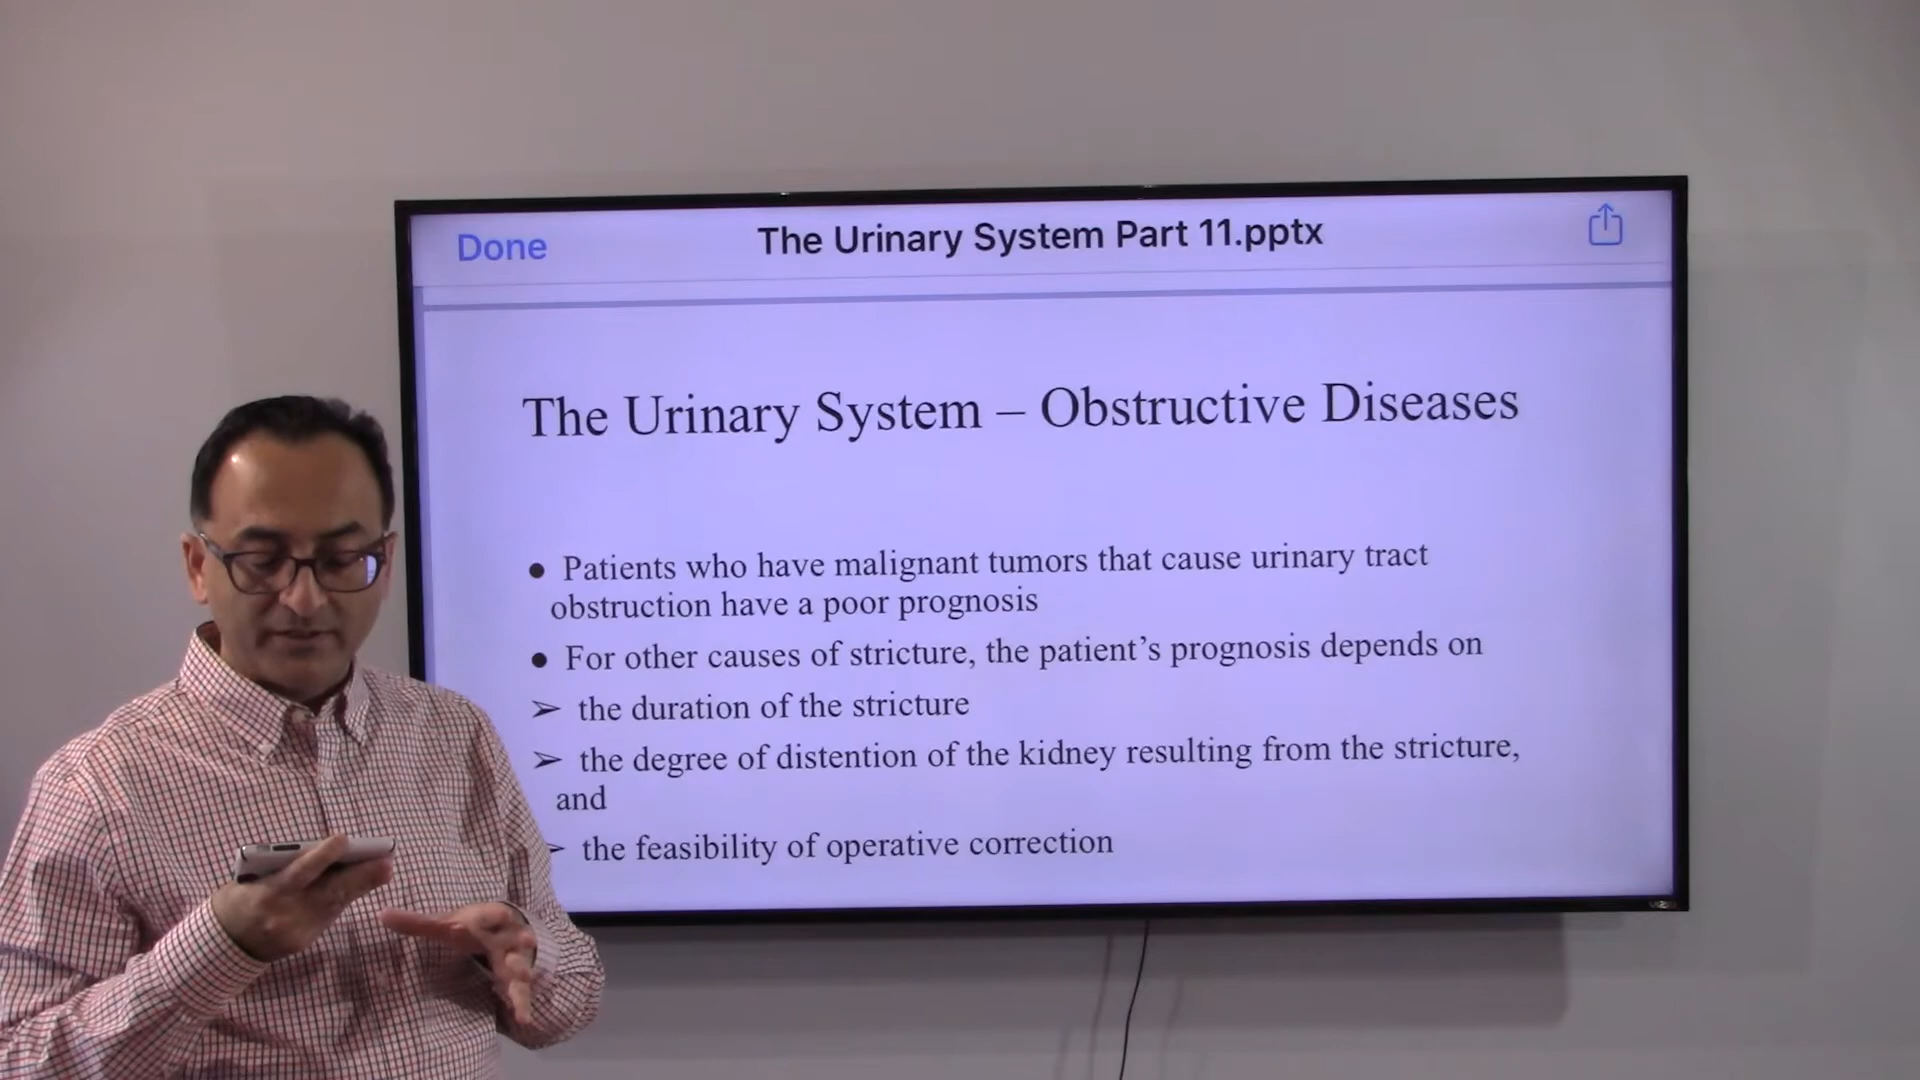 Done
The Urinary System Part 11.pptx
The Urinary System – Obstructive Diseases
● Patients who have malignant tumors that cause urinary tract
obstruction have a poor prognosis
● For other causes of stricture, the patient's prognosis depends on
➢ the duration of the stricture
➢ the degree of distention of the kidney resulting from the stricture,
and
➢ the feasibility of operative correction
VIZIO